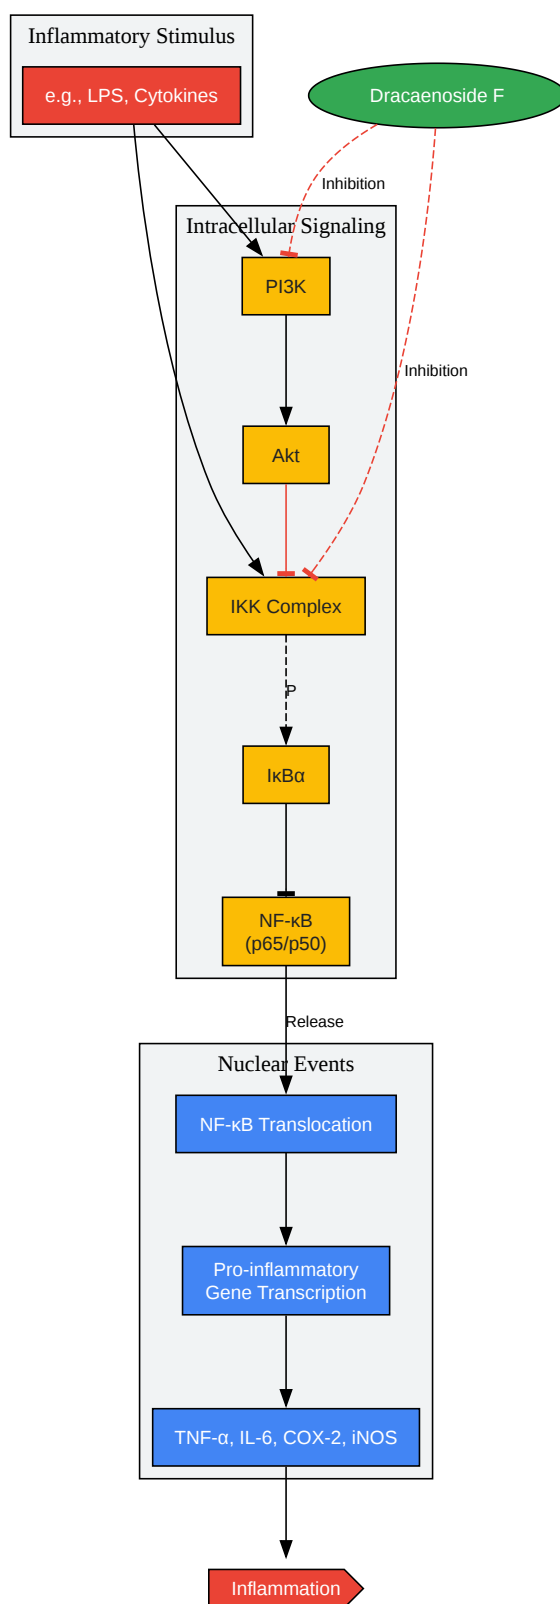 Inflammatory Stimulus
e.g., LPS, Cytokines
Dracaenoside F
Inhibition
Intracellular Signaling
PI3K
Inhibition
Akt
IKK Complex
P
IκBα
NF-κB
(p65/p50)
Release
Nuclear Events
NF-κB Translocation
Pro-inflammatory
Gene Transcription
TNF-α, IL-6, COX-2, iNOS
Inflammation